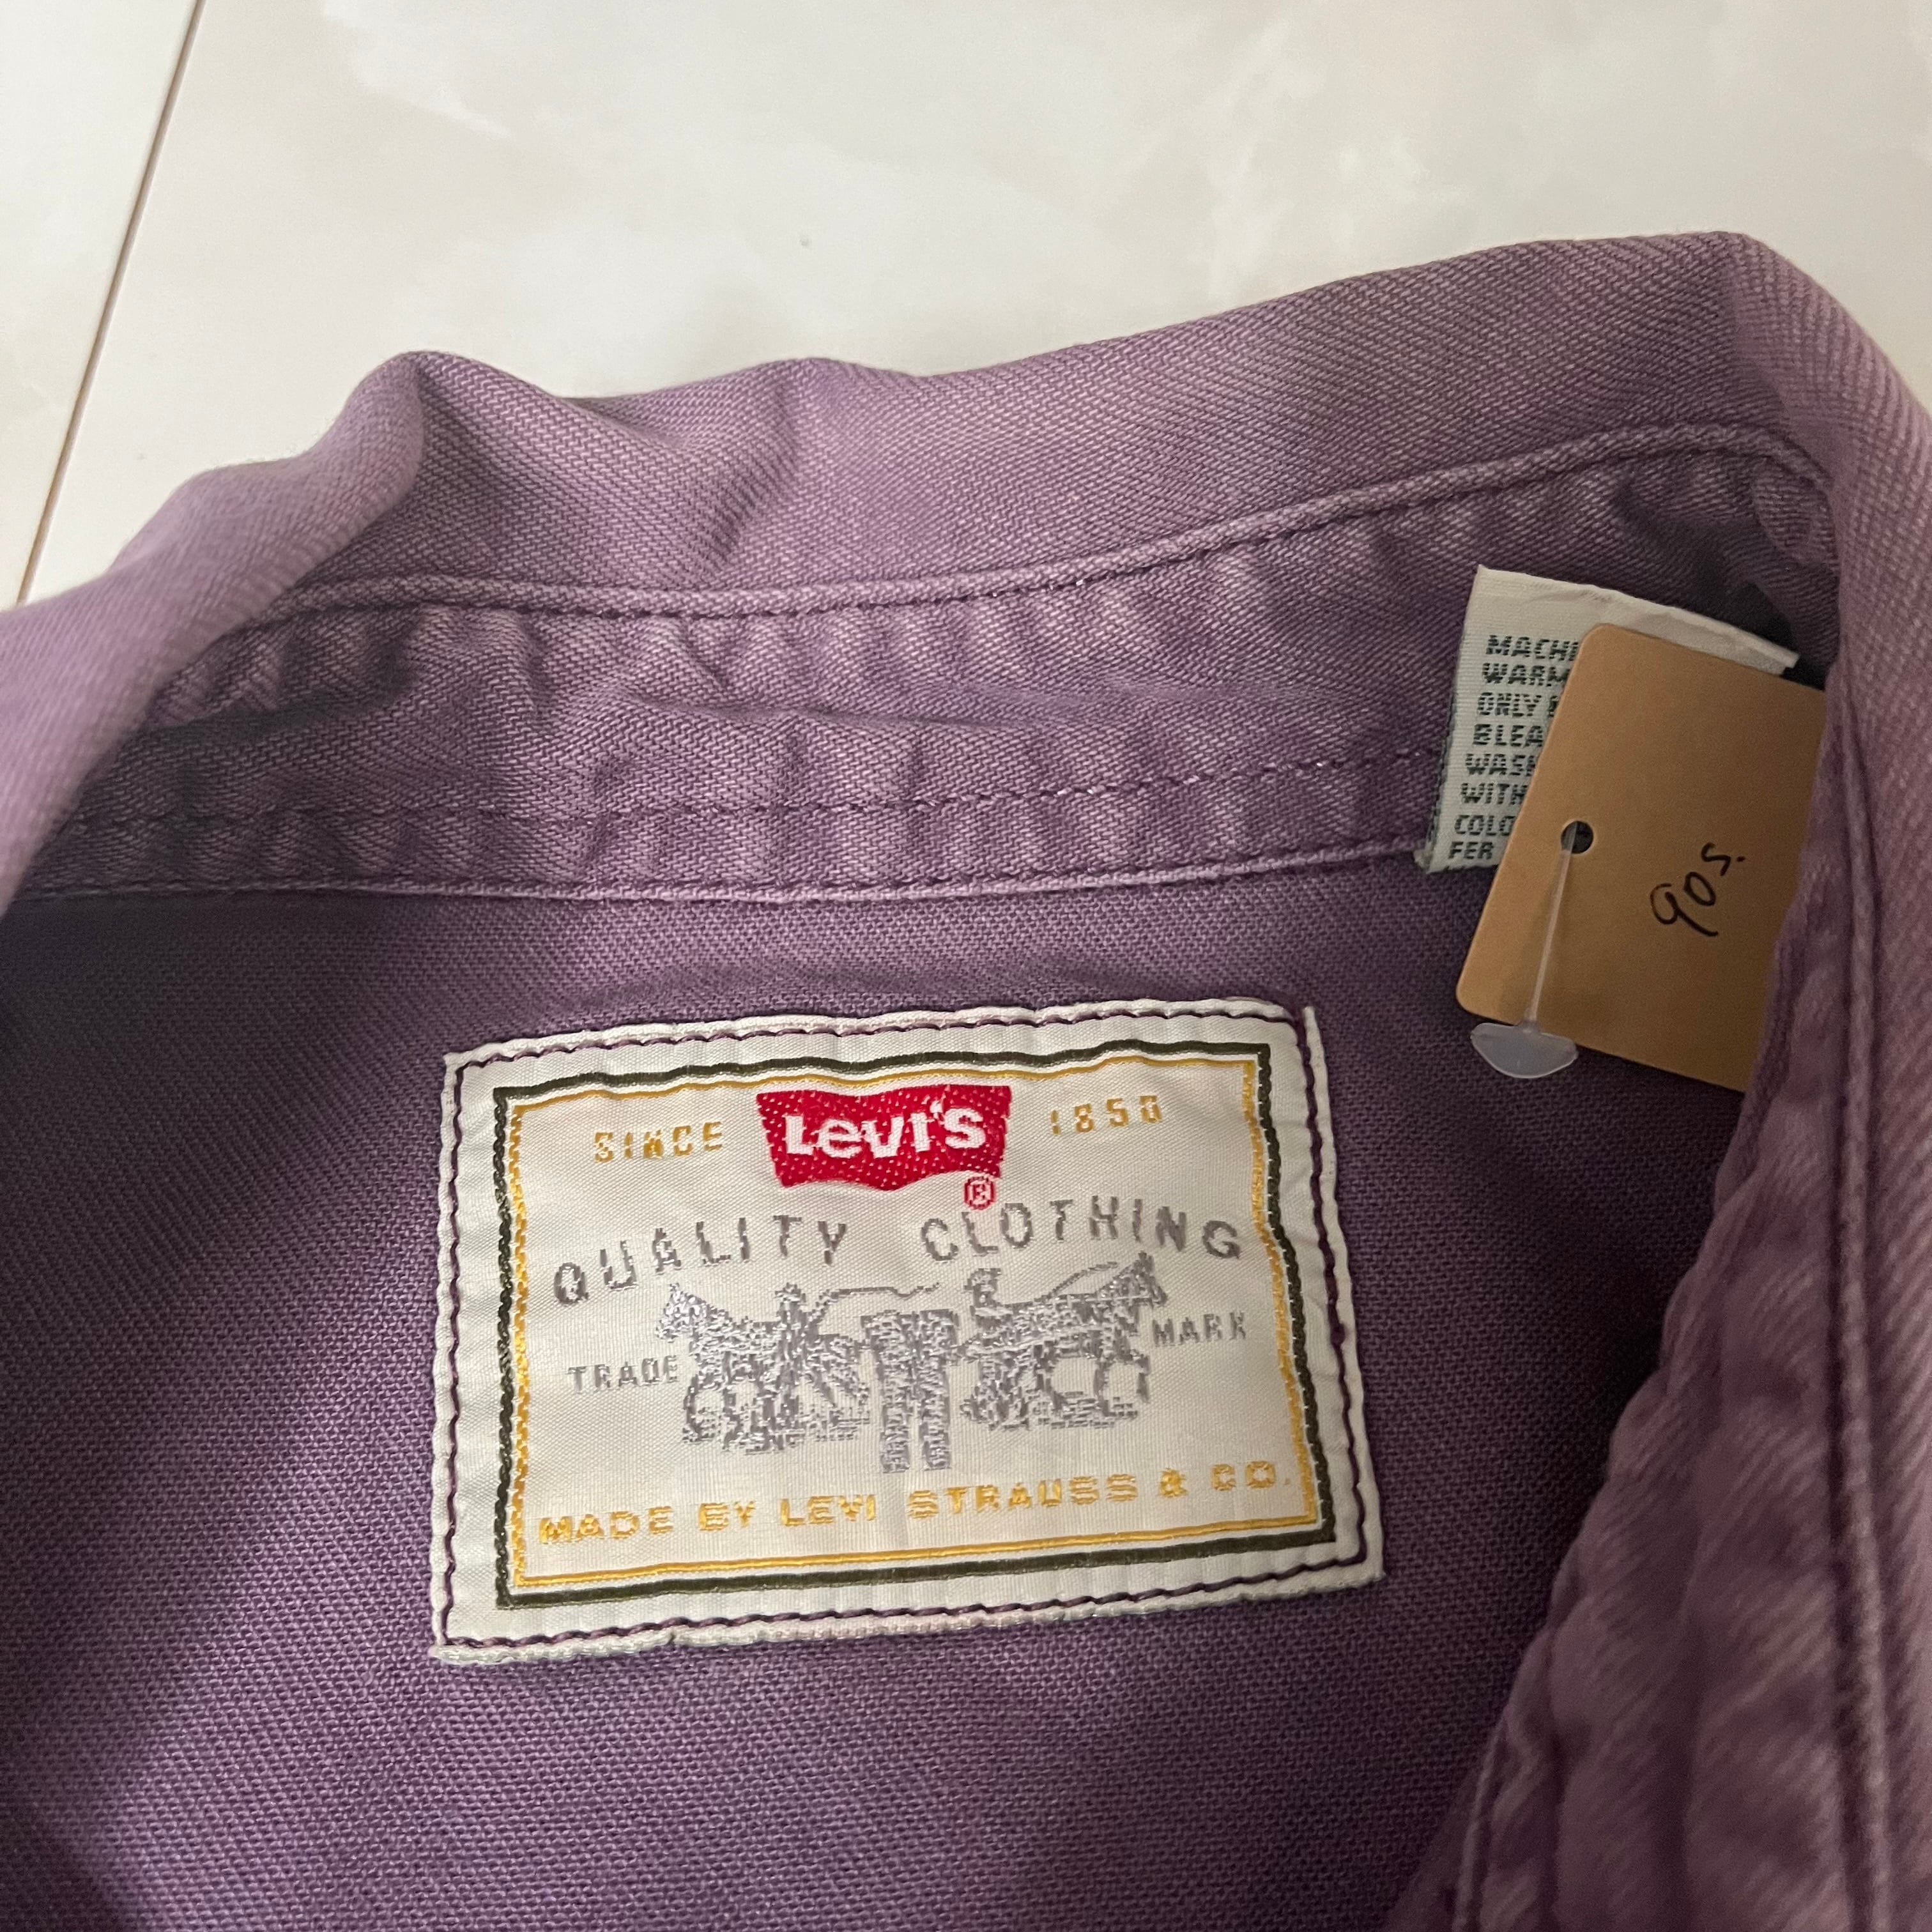 MACHI
WARM
ONLY
BLEA
WASH
WITH
COLO
FER
90s.
SINCE Levi's 1850
®
QUALITY CLOTHING
TRADE MARK
MADE BY LEVI STRAUSS & CO.